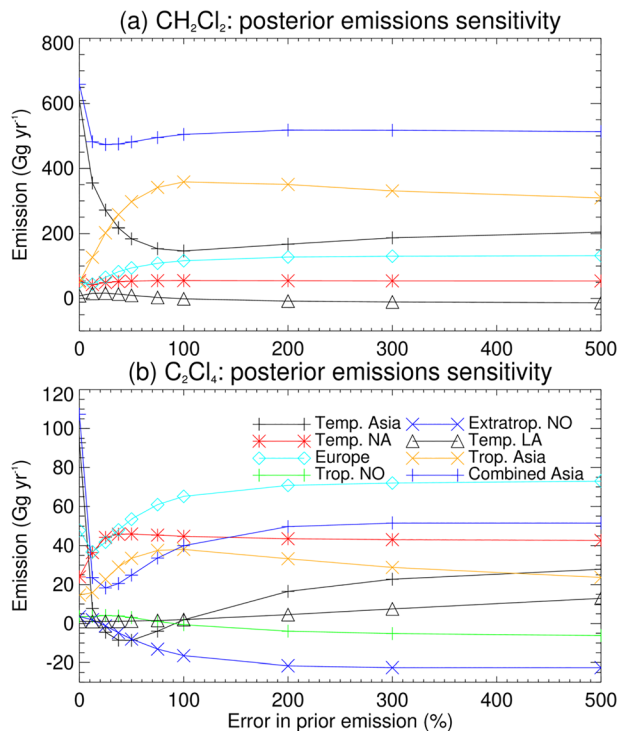 (a) CH₂Cl₂: posterior emissions sensitivity
800
600
400
200
0
Emission (Gg yr⁻¹)
0 100 200 300 400 500
(b) C₂Cl₄: posterior emissions sensitivity
120
100
80
60
40
20
0
-20
Emission (Gg yr⁻¹)
Temp. Asia Extratrop. NO
Temp. NA Temp. LA
Europe Trop. Asia
Trop. NO Combined Asia
0 100 200 300 400 500
Error in prior emission (%)